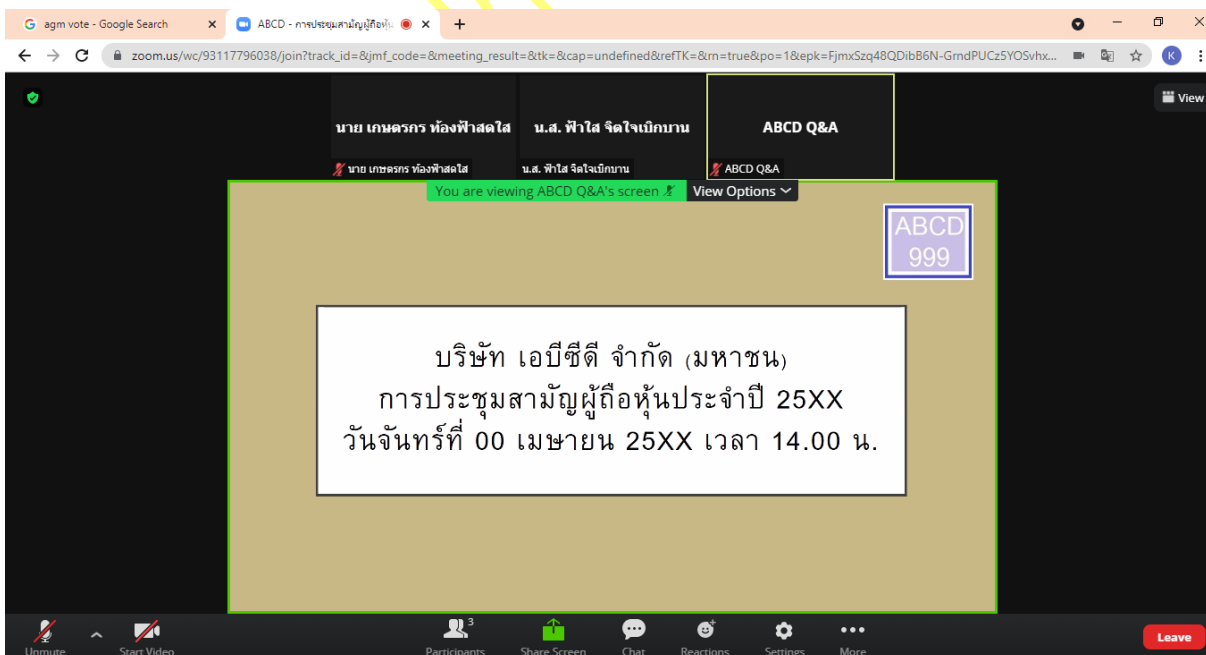 agm vote - Google Search
ABCD - การประชุมสามัญผู้ถือหุ้น
zoom.us/wc/93117796038/join?track_id=&jmf_code=&meeting_result=&tk=&cap=undefined&refTK=&rn=true&po=1&epk=FjmxSzq48QDibB6N-GrndPUCz5YOSvhx...
K
View
นาย เกษตรกร ท้องฟ้าสดใส
น.ส. ฟ้าใส จิตใจเบิกบาน
ABCD Q&A
นาย เกษตรกร ท้องฟ้าสดใส
น.ส. ฟ้าใส จิตใจเบิกบาน
ABCD Q&A
You are viewing ABCD Q&A's screen
View Options
ABCD
999
บริษัท เอบีซีดี จำกัด (มหาชน)
การประชุมสามัญผู้ถือหุ้นประจำปี 25XX
วันจันทร์ที่ 00 เมษายน 25XX เวลา 14.00 น.
3
Unmute
Start Video
Participants
Share Screen
Chat
Reactions
Settings
More
Leave